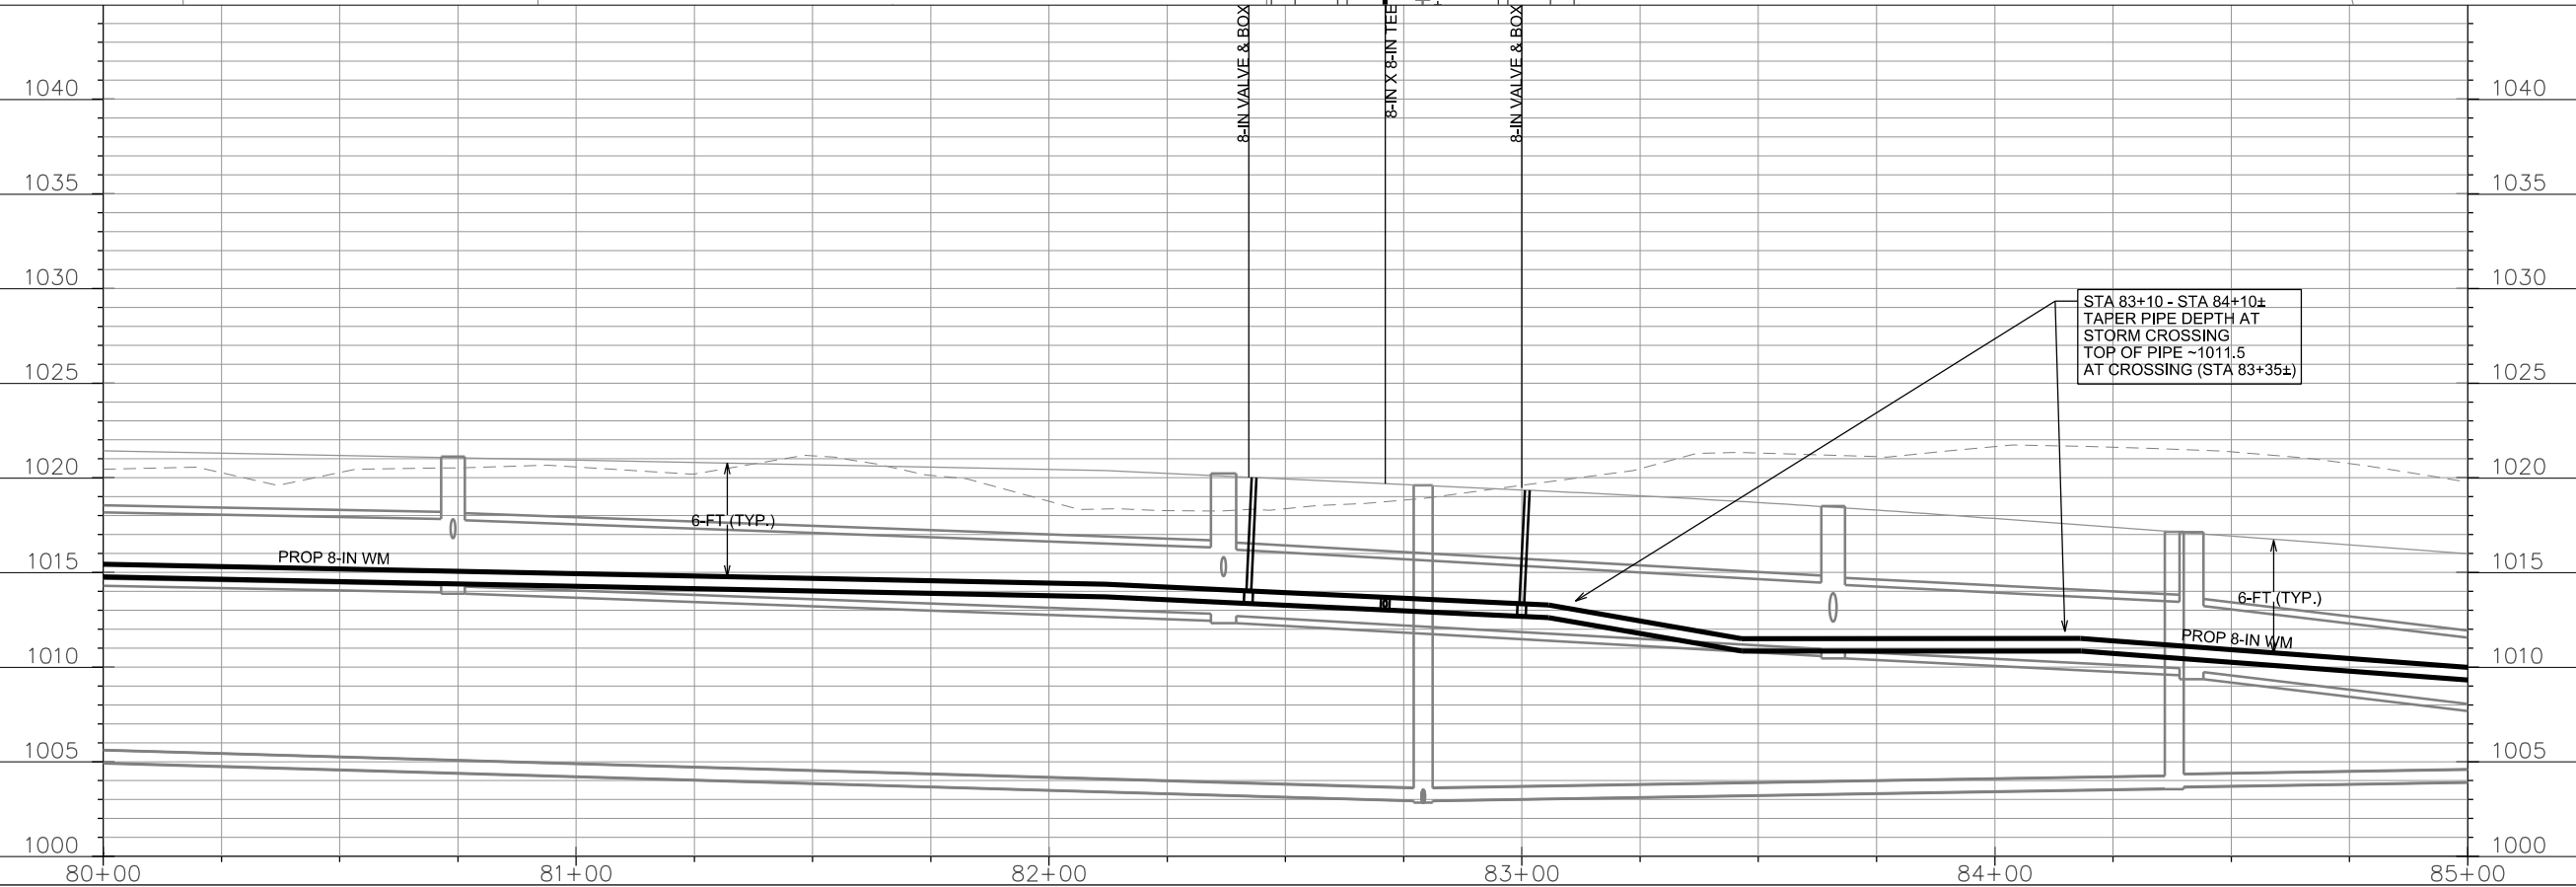 8-IN VALVE & BOX
8-IN X 8-IN TEE
8-IN VALVE & BOX
1040
1040
1035
1035
1030
1030
STA 83+10 - STA 84+10±
TAPER PIPE DEPTH AT
STORM CROSSING
TOP OF PIPE ~1011.5
AT CROSSING (STA 83+35±)
1025
1025
1020
1020
6-FT (TYP.)
PROP 8-IN WM
1015
1015
6-FT (TYP.)
PROP 8-IN WM
1010
1010
1005
1005
1000
1000
80+00
81+00
82+00
83+00
84+00
85+00